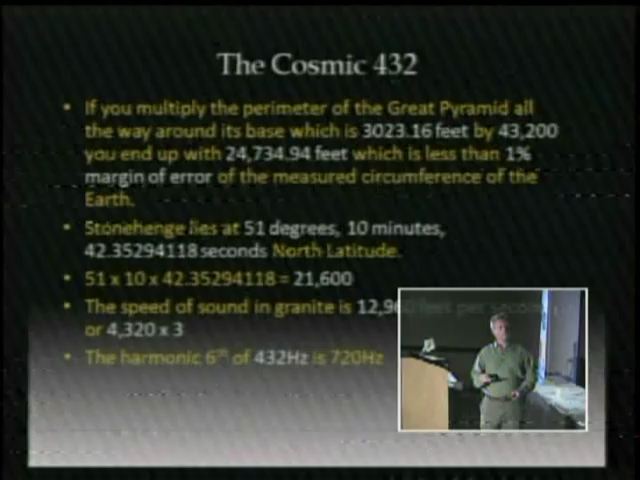 The Cosmic 432
• If you multiply the perimeter of the Great Pyramid all
the way around its base which is 3023.16 feet by 43,200
you end up with 24,734.94 feet which is less than 1%
margin of error of the measured circumference of the
Earth.
• Stonehenge lies at 51 degrees, 10 minutes,
42.35294118 seconds North Latitude.
• 51 x 10 x 42.35294118 = 21,600
• The speed of sound in granite is 12,960 feet per second
or 4,320 x 3
• The harmonic 6th of 432Hz is 720Hz